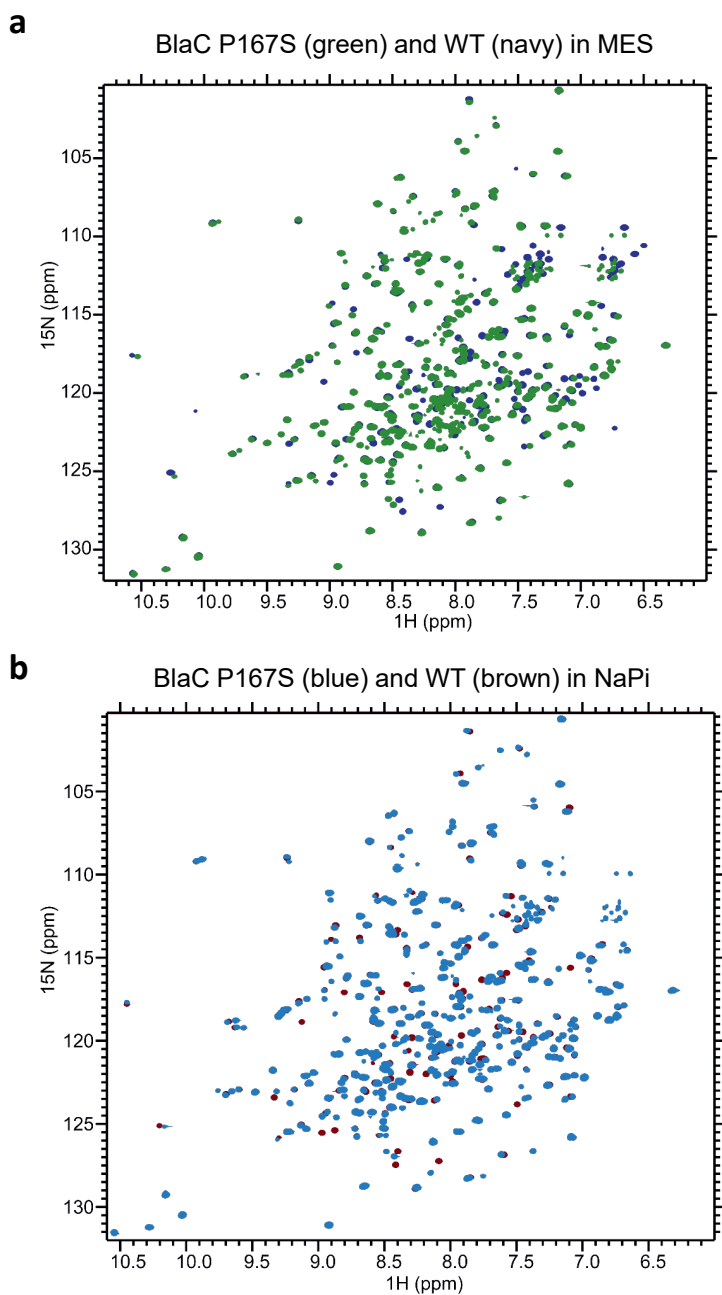 a
BlaC P167S (green) and WT (navy) in MES
105
110
115
120
125
130
15N (ppm)
10.5 10.0 9.5 9.0 8.5 8.0 7.5 7.0 6.5
1H (ppm)
b
BlaC P167S (blue) and WT (brown) in NaPi
105
110
115
120
125
130
15N (ppm)
10.5 10.0 9.5 9.0 8.5 8.0 7.5 7.0 6.5
1H (ppm)